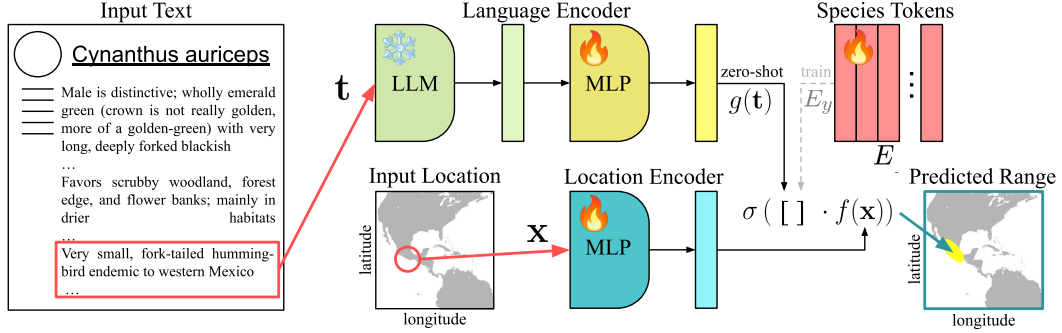 Input Text
Cynanthus auriceps
Male is distinctive; wholly emerald
green (crown is not really golden,
more of a golden-green) with very
long, deeply forked blackish
...
Favors scrubby woodland, forest
edge, and flower banks; mainly in
drier habitats
...
Very small, fork-tailed humming-
bird endemic to western Mexico
...
t
Language Encoder
LLM
MLP
zero-shot
g(t)
Species Tokens
train
E_y
E
Input Location
latitude
longitude
x
Location Encoder
MLP
σ ( [ ] · f(x))
Predicted Range
latitude
longitude